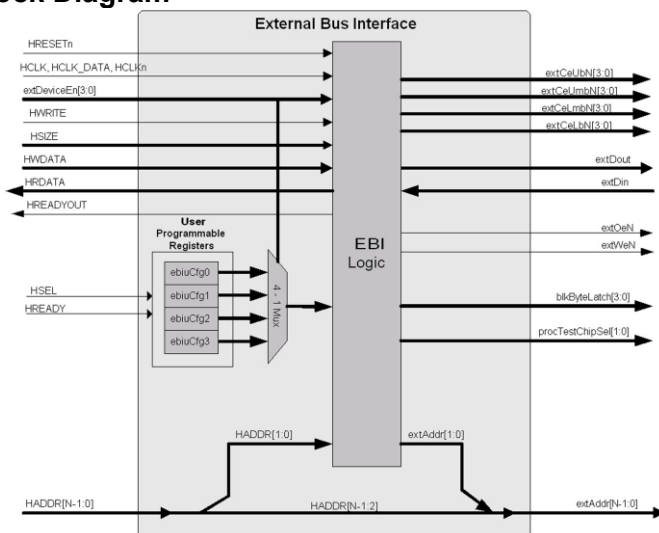 External Bus Interface
HRESETn
HCLK, HCLK_DATA, HCLKn
extDeviceEn[3:0]
HWRITE
HSIZE
HWDATA
HRDATA
HREADYOUT
User
Programmable
Registers
ebiuCfg0
ebiuCfg1
ebiuCfg2
ebiuCfg3
HSEL
HREADY
4 - 1 Mux
EBI
Logic
extCeUbN[3:0]
extCeUmbN[3:0]
extCeLmbN[3:0]
extCeLbN[3:0]
extDout
extDin
extOeN
extWeN
blkByteLatch[3:0]
procTestChipSel[1:0]
HADDR[1:0]
extAddr[1:0]
HADDR[N-1:0]
HADDR[N-1:2]
extAddr[N-1:0]